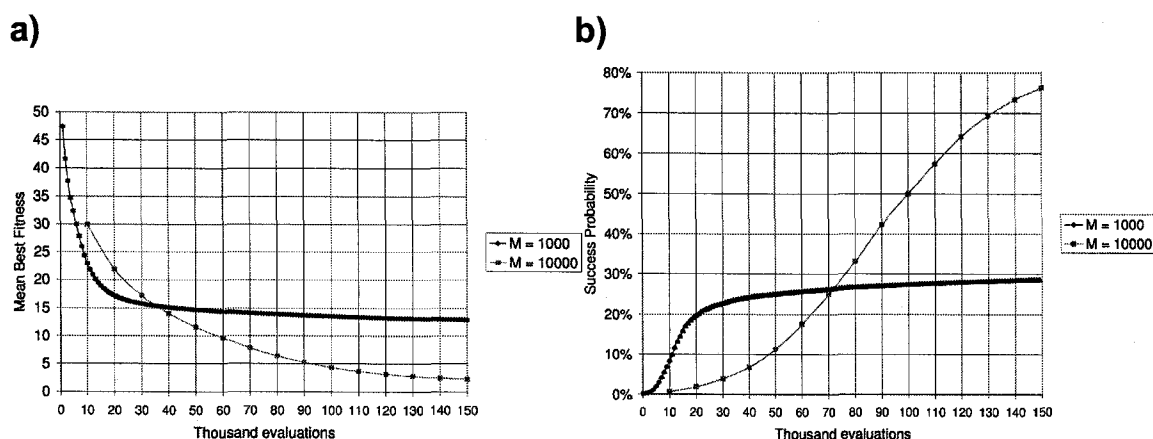 a)
50
45
40
35
30
25
20
15
10
5
0
Mean Best Fitness
0 10 20 30 40 50 60 70 80 90 100 110 120 130 140 150
Thousand evaluations
M = 1000
M = 10000
b)
80%
70%
60%
50%
40%
30%
20%
10%
0%
Success Probability
0 10 20 30 40 50 60 70 80 90 100 110 120 130 140 150
Thousand evaluations
M = 1000
M = 10000